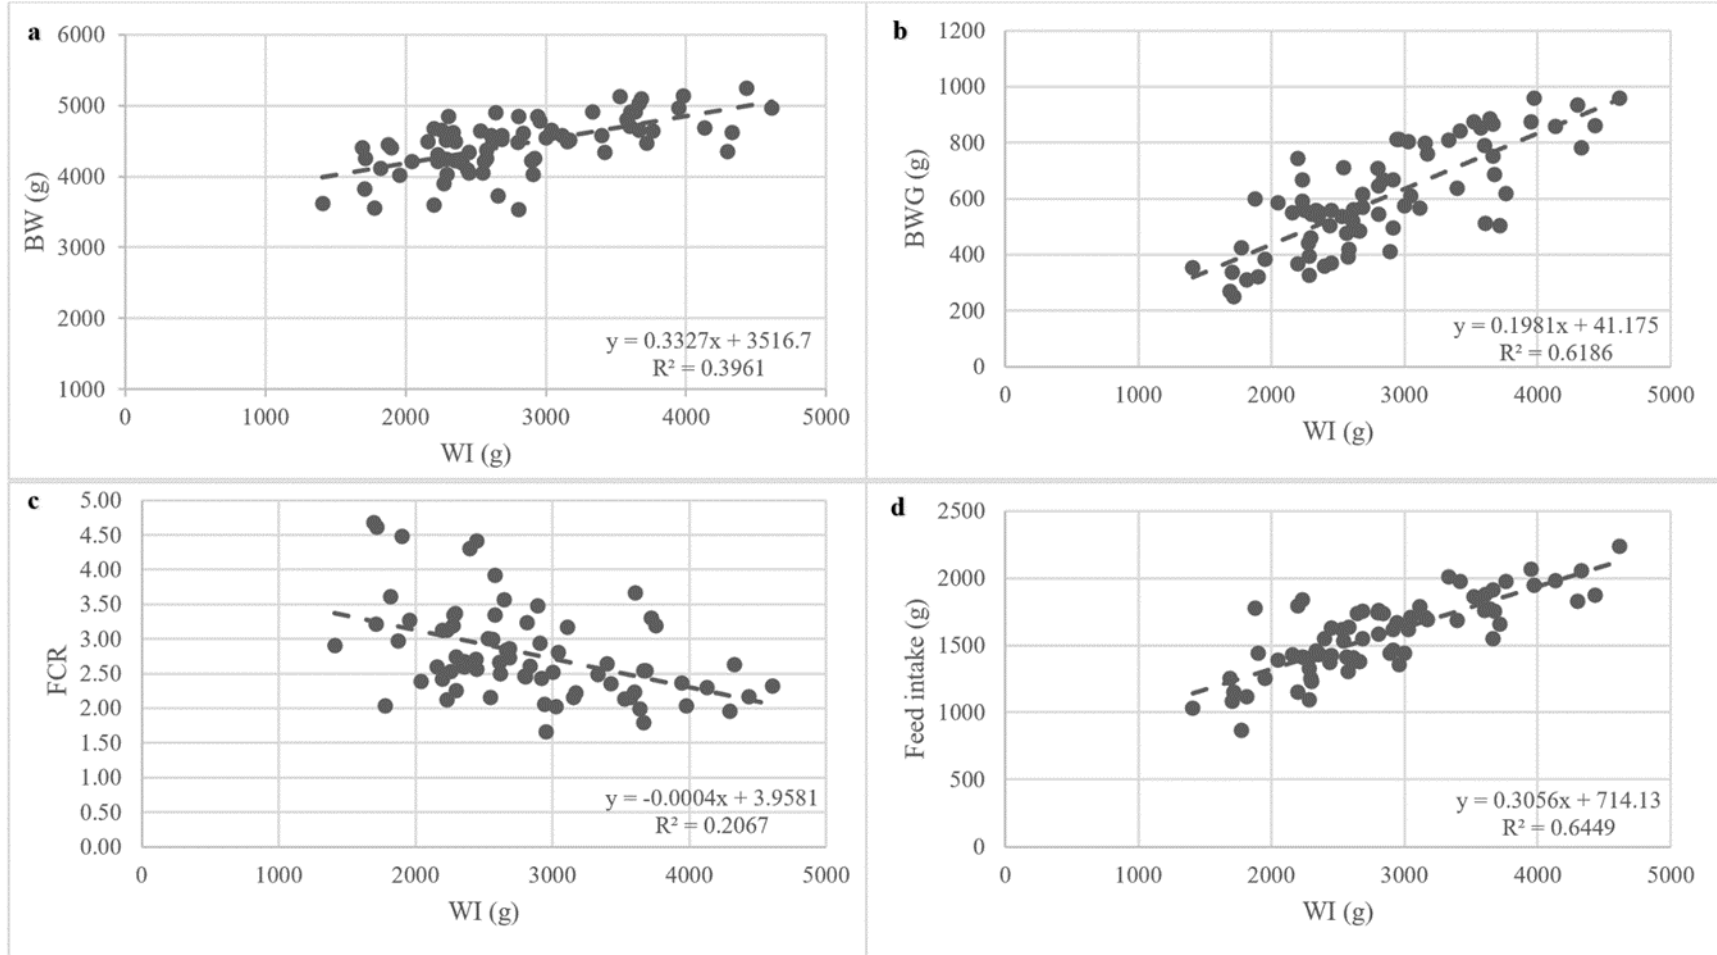 a
6000
5000
4000
3000
2000
1000
BW (g)
y = 0.3327x + 3516.7
R² = 0.3961
0 1000 2000 3000 4000 5000
WI (g)
b
1200
1000
800
600
400
200
0
BWG (g)
y = 0.1981x + 41.175
R² = 0.6186
0 1000 2000 3000 4000 5000
WI (g)
c
5.00
4.50
4.00
3.50
3.00
2.50
2.00
1.50
1.00
0.50
0.00
FCR
y = -0.0004x + 3.9581
R² = 0.2067
0 1000 2000 3000 4000 5000
WI (g)
d
2500
2000
1500
1000
500
0
Feed intake (g)
y = 0.3056x + 714.13
R² = 0.6449
0 1000 2000 3000 4000 5000
WI (g)